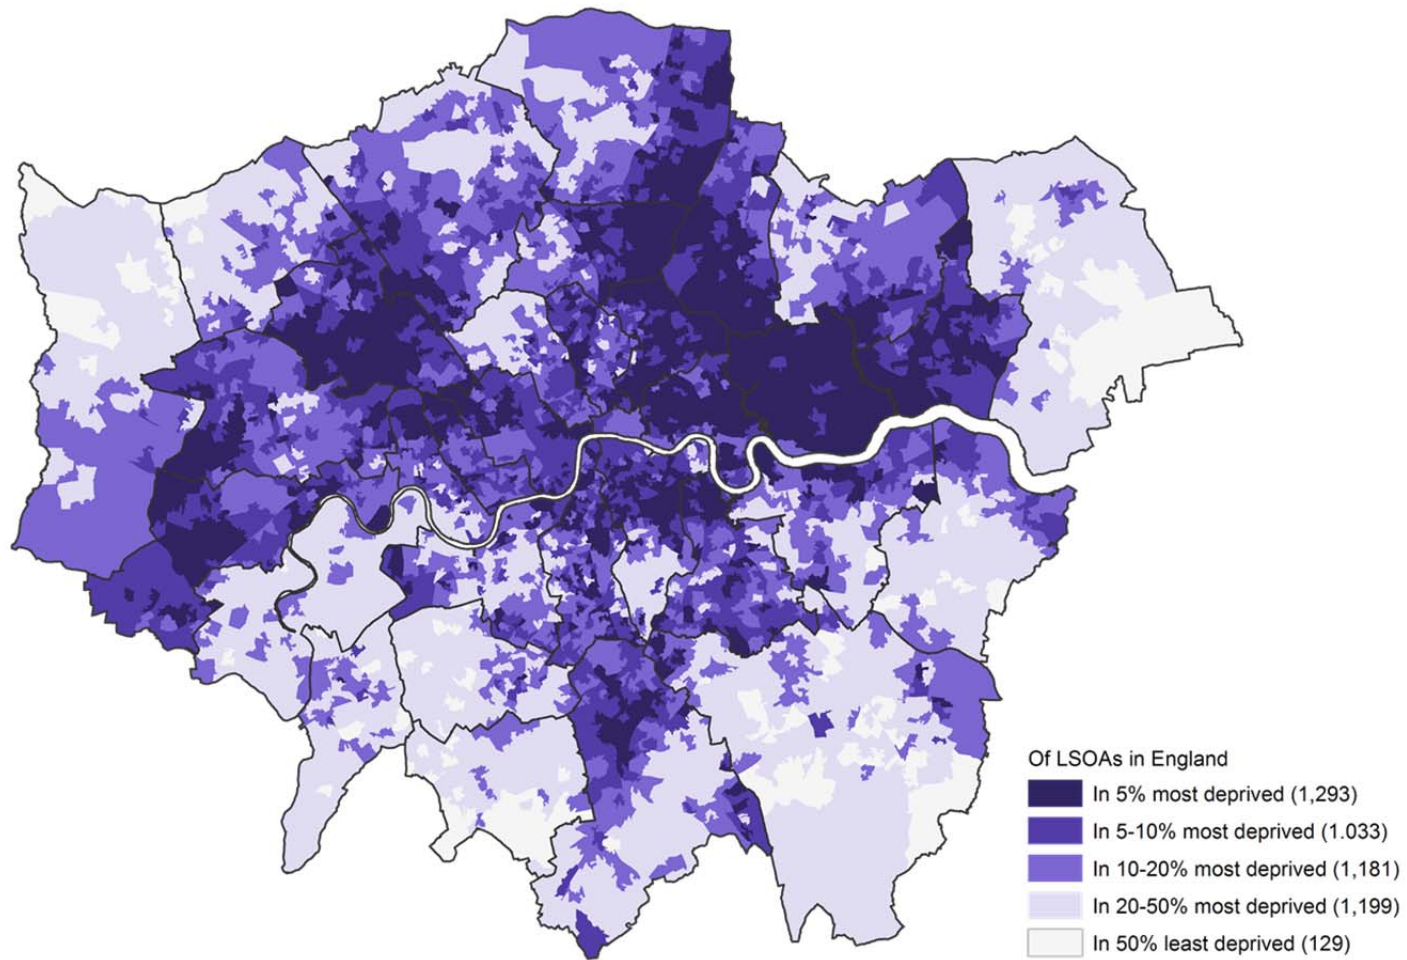 Of LSOAs in England
In 5% most deprived (1,293)
In 5-10% most deprived (1.033)
In 10-20% most deprived (1,181)
In 20-50% most deprived (1,199)
In 50% least deprived (129)